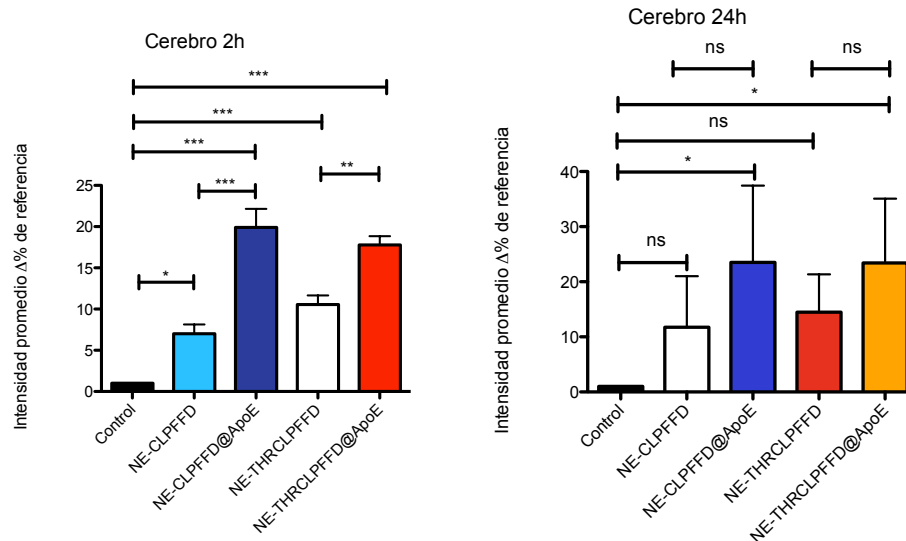 Cerebro 2h
***
***
***
***
**
*
Intensidad promedio Δ% de referencia
25
20
15
10
5
0
Control
NE-CLPFFD
NE-CLPFFD@ApoE
NE-THRCLPFFD
NE-THRCLPFFD@ApoE
Cerebro 24h
ns
ns
*
ns
*
ns
Intensidad promedio Δ% de referencia
40
30
20
10
0
Control
NE-CLPFFD
NE-CLPFFD@ApoE
NE-THRCLPFFD
NE-THRCLPFFD@ApoE